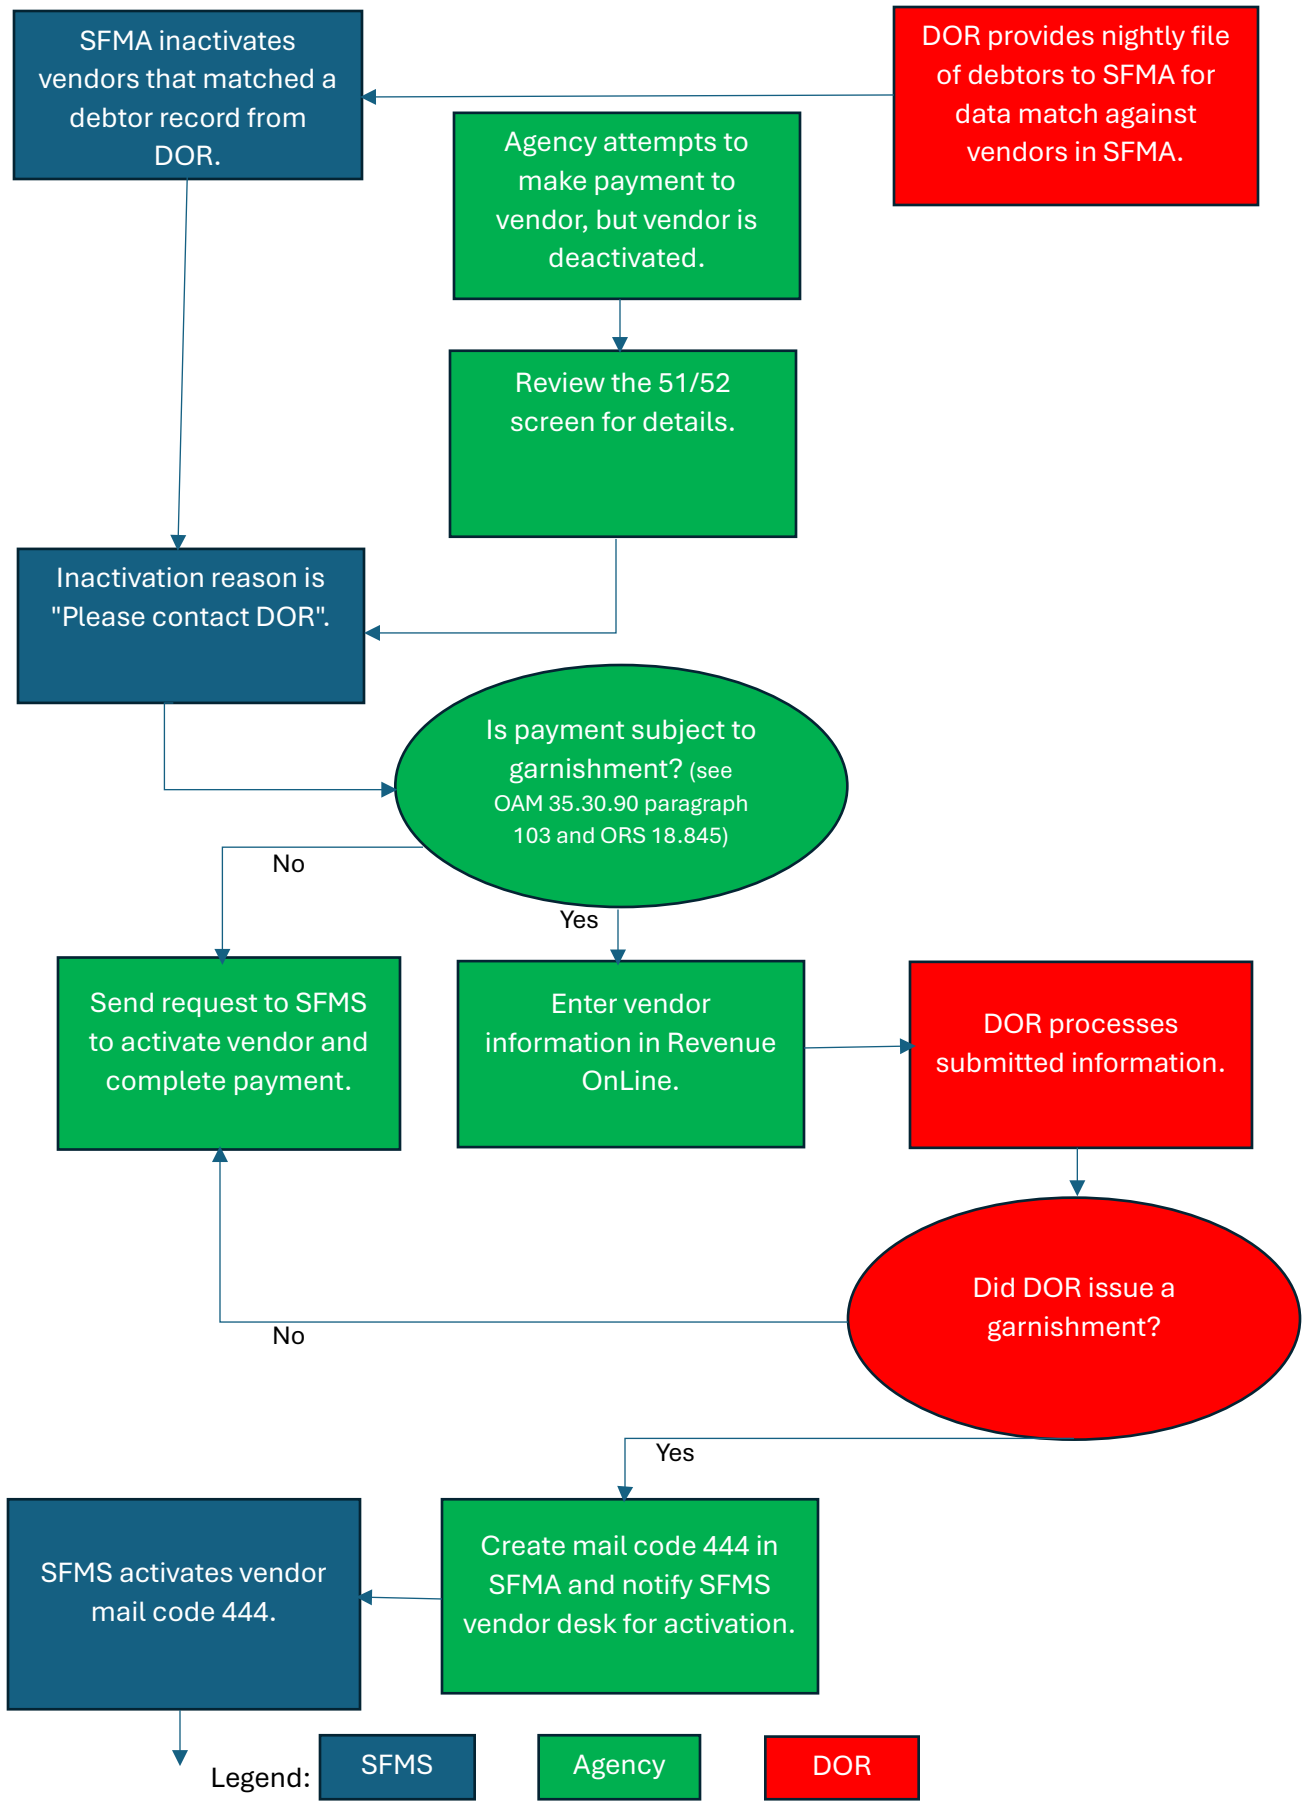 SFMA inactivates
vendors that matched a
debtor record from
DOR.
DOR provides nightly file
of debtors to SFMA for
data match against
vendors in SFMA.
Agency attempts to
make payment to
vendor, but vendor is
deactivated.
Review the 51/52
screen for details.
Inactivation reason is
"Please contact DOR".
Is payment subject to
garnishment? (see
OAM 35.30.90 paragraph
103 and ORS 18.845)
No
Yes
Send request to SFMS
to activate vendor and
complete payment.
Enter vendor
information in Revenue
OnLine.
DOR processes
submitted information.
Did DOR issue a
garnishment?
No
Yes
SFMS activates vendor
mail code 444.
Create mail code 444 in
SFMA and notify SFMS
vendor desk for activation.
Legend:
SFMS
Agency
DOR